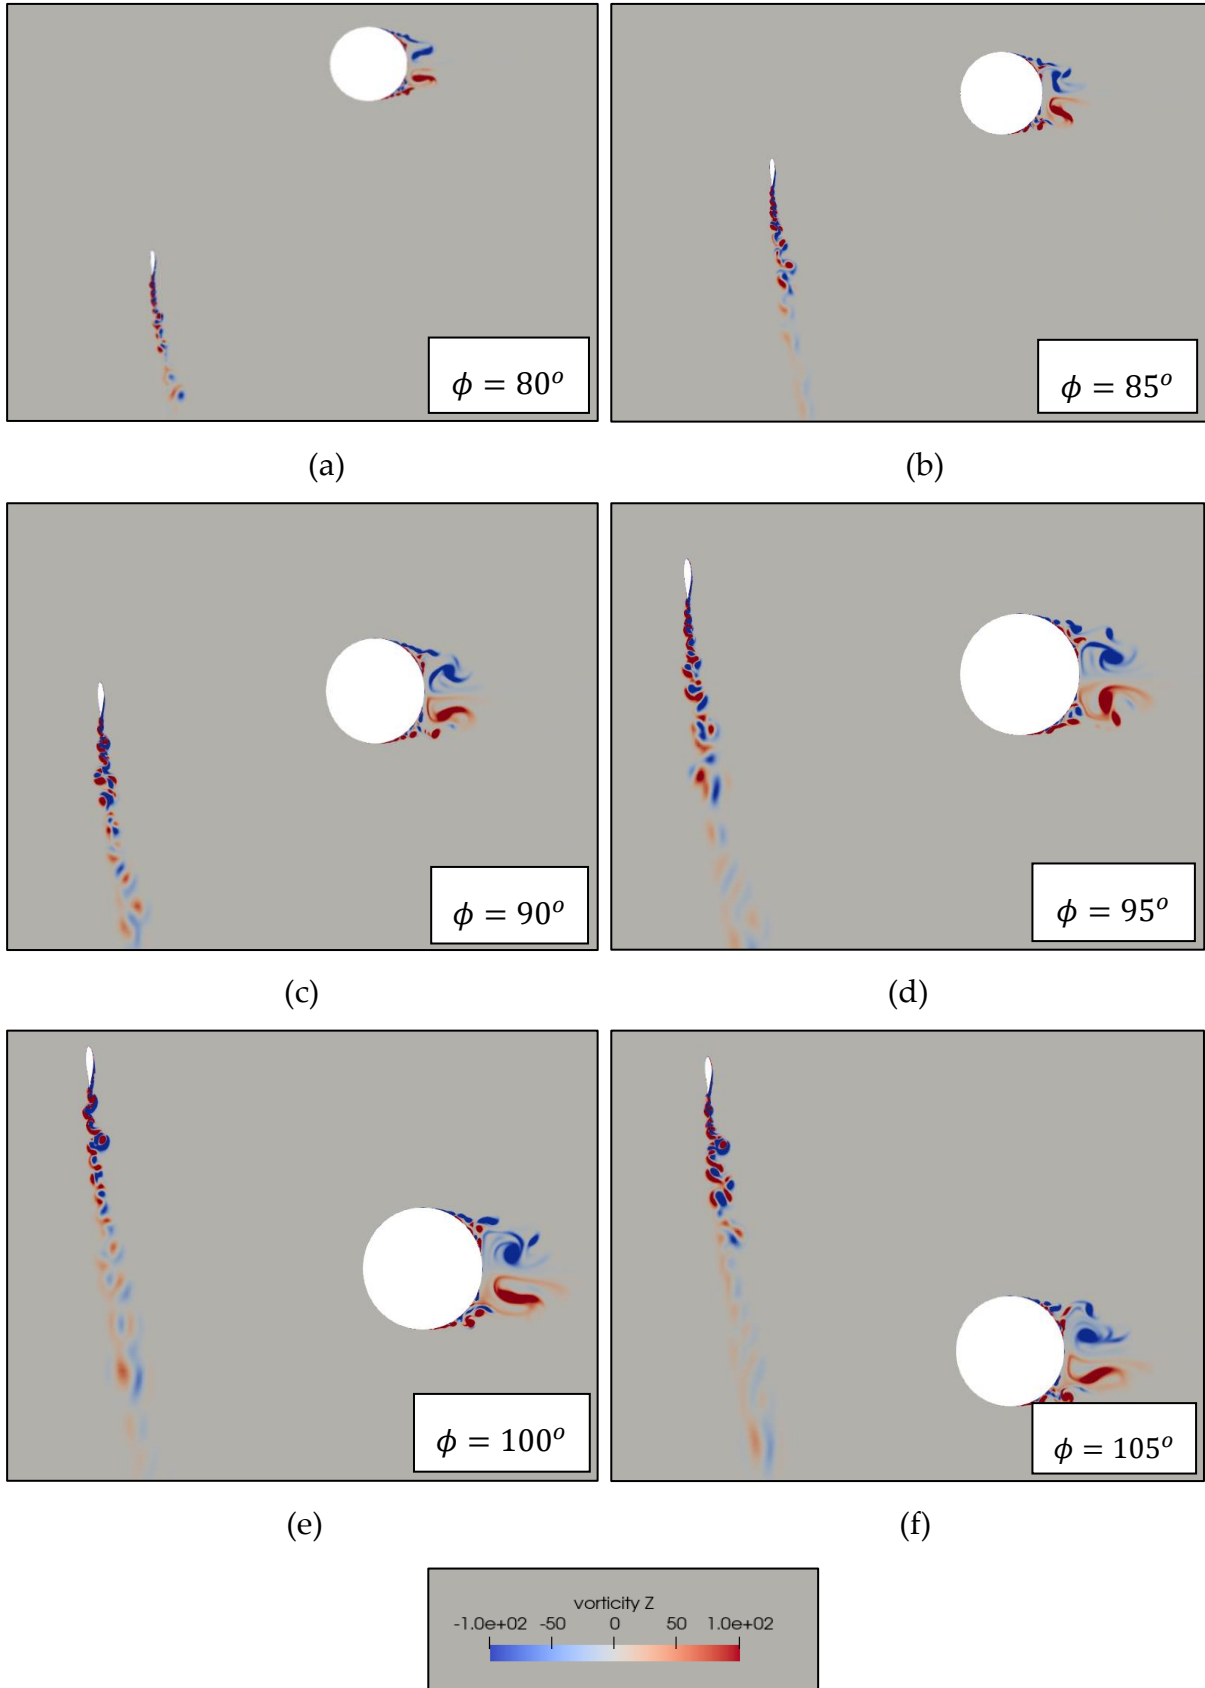 ϕ = 80°
ϕ = 85°
(a)
(b)
ϕ = 90°
ϕ = 95°
(c)
(d)
ϕ = 100°
ϕ = 105°
(e)
(f)
vorticity Z
-1.0e+02 -50 0 50 1.0e+02